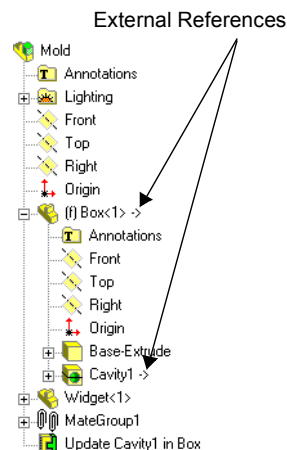 External References
Mold
Annotations
Lighting
Front
Top
Right
Origin
(f) Box<1> ->
Annotations
Front
Top
Right
Origin
Base-Extrude
Cavity1 ->
Widget<1>
MateGroup1
Update Cavity1 in Box